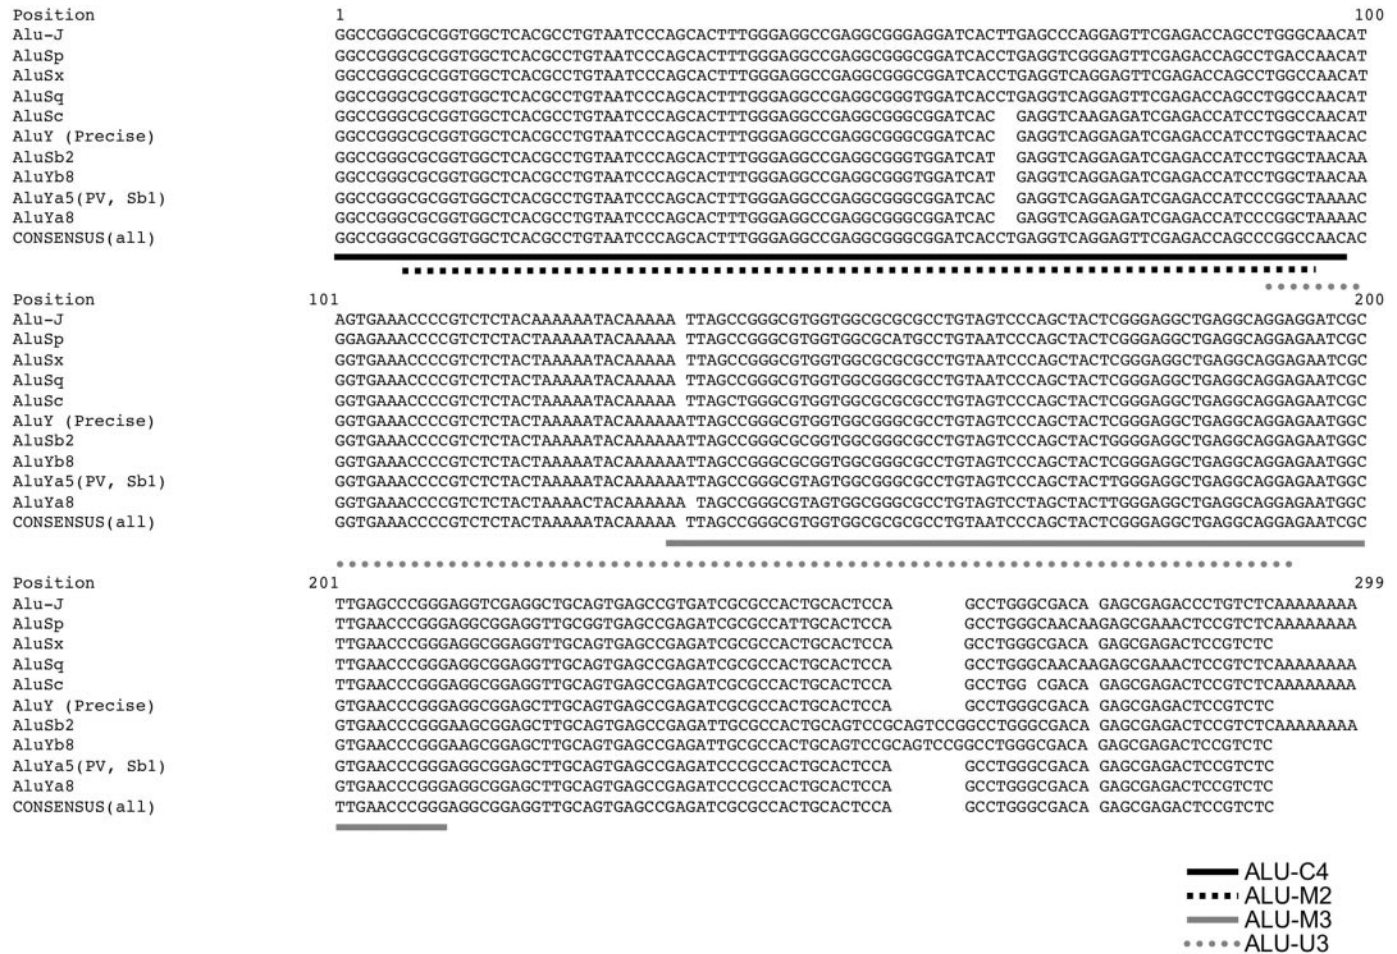 Position 1 100
Alu-J GGCCGGGCGCGGTGGCTCACGCCTGTAATCCCAGCACTTTGGGAGGCCGAGGCGGGAGGATCACTTGAGCCCAGGAGTTCGAGACCAGCCTGGGCAACAT
AluSp GGCCGGGCGCGGTGGCTCACGCCTGTAATCCCAGCACTTTGGGAGGCCGAGGCGGGCGGATCACCTGAGGTCGGGAGTTCGAGACCAGCCTGACCAACAT
AluSx GGCCGGGCGCGGTGGCTCACGCCTGTAATCCCAGCACTTTGGGAGGCCGAGGCGGGCGGATCACCTGAGGTCAGGAGTTCGAGACCAGCCTGGCCAACAT
AluSq GGCCGGGCGCGGTGGCTCACGCCTGTAATCCCAGCACTTTGGGAGGCCGAGGCGGGTGGATCACCTGAGGTCAGGAGTTCGAGACCAGCCTGGCCAACAT
AluSc GGCCGGGCGCGGTGGCTCACGCCTGTAATCCCAGCACTTTGGGAGGCCGAGGCGGGCGGATCAC GAGGTCAAGAGATCGAGACCATCCTGGCCAACAT
AluY (Precise) GGCCGGGCGCGGTGGCTCACGCCTGTAATCCCAGCACTTTGGGAGGCCGAGGCGGGCGGATCAC GAGGTCAGGAGATCGAGACCATCCTGGCTAACAC
AluSb2 GGCCGGGCGCGGTGGCTCACGCCTGTAATCCCAGCACTTTGGGAGGCCGAGGCGGGTGGATCAT GAGGTCAGGAGATCGAGACCATCCTGGCTAACAA
AluYb8 GGCCGGGCGCGGTGGCTCACGCCTGTAATCCCAGCACTTTGGGAGGCCGAGGCGGGTGGATCAT GAGGTCAGGAGATCGAGACCATCCTGGCTAACAA
AluYa5(PV, Sb1) GGCCGGGCGCGGTGGCTCACGCCTGTAATCCCAGCACTTTGGGAGGCCGAGGCGGGCGGATCAC GAGGTCAGGAGATCGAGACCATCCCGGCTAAAAC
AluYa8 GGCCGGGCGCGGTGGCTCACGCCTGTAATCCCAGCACTTTGGGAGGCCGAGGCGGGCGGATCAC GAGGTCAGGAGATCGAGACCATCCCGGCTAAAAC
CONSENSUS(all) GGCCGGGCGCGGTGGCTCACGCCTGTAATCCCAGCACTTTGGGAGGCCGAGGCGGGCGGATCACCTGAGGTCAGGAGTTCGAGACCAGCCCGGCCAACAC
Position 101 200
Alu-J AGTGAAACCCCGTCTCTACAAAAAATACAAAAA TTAGCCGGGCGTGGTGGCGCGCGCCTGTAGTCCCAGCTACTCGGGAGGCTGAGGCAGGAGGATCGC
AluSp GGAGAAACCCCGTCTCTACTAAAAATACAAAAA TTAGCCGGGCGTGGTGGCGCATGCCTGTAATCCCAGCTACTCGGGAGGCTGAGGCAGGAGAATCGC
AluSx GGTGAAACCCCGTCTCTACTAAAAATACAAAAA TTAGCCGGGCGTGGTGGCGCGCGCCTGTAATCCCAGCTACTCGGGAGGCTGAGGCAGGAGAATCGC
AluSq GGTGAAACCCCGTCTCTACTAAAAATACAAAAA TTAGCCGGGCGTGGTGGCGGGCGCCTGTAATCCCAGCTACTCGGGAGGCTGAGGCAGGAGAATCGC
AluSc GGTGAAACCCCGTCTCTACTAAAAATACAAAAA TTAGCTGGGCGTGGTGGCGCGCGCCTGTAGTCCCAGCTACTCGGGAGGCTGAGGCAGGAGAATCGC
AluY (Precise) GGTGAAACCCCGTCTCTACTAAAAATACAAAAAATTAGCCGGGCGTGGTGGCGGGCGCCTGTAGTCCCAGCTACTCGGGAGGCTGAGGCAGGAGAATGGC
AluSb2 GGTGAAACCCCGTCTCTACTAAAAATACAAAAAATTAGCCGGGCGCGGTGGCGGGCGCCTGTAGTCCCAGCTACTGGGGAGGCTGAGGCAGGAGAATGGC
AluYb8 GGTGAAACCCCGTCTCTACTAAAAATACAAAAAATTAGCCGGGCGCGGTGGCGGGCGCCTGTAGTCCCAGCTACTCGGGAGGCTGAGGCAGGAGAATGGC
AluYa5(PV, Sb1) GGTGAAACCCCGTCTCTACTAAAAATACAAAAAATTAGCCGGGCGTAGTGGCGGGCGCCTGTAGTCCCAGCTACTTGGGAGGCTGAGGCAGGAGAATGGC
AluYa8 GGTGAAACCCCGTCTCTACTAAAACTACAAAAAA TAGCCGGGCGTAGTGGCGGGCGCCTGTAGTCCTAGCTACTTGGGAGGCTGAGGCAGGAGAATGGC
CONSENSUS(all) GGTGAAACCCCGTCTCTACTAAAAATACAAAAA TTAGCCGGGCGTGGTGGCGCGCGCCTGTAATCCCAGCTACTCGGGAGGCTGAGGCAGGAGAATCGC
Position 201 299
Alu-J TTGAGCCCGGGAGGTCGAGGCTGCAGTGAGCCGTGATCGCGCCACTGCACTCCA GCCTGGGCGACA GAGCGAGACCCTGTCTCAAAAAAAA
AluSp TTGAACCCGGGAGGCGGAGGTTGCGGTGAGCCGAGATCGCGCCATTGCACTCCA GCCTGGGCAACAAGAGCGAAACTCCGTCTCAAAAAAAA
AluSx TTGAACCCGGGAGGCGGAGGTTGCAGTGAGCCGAGATCGCGCCACTGCACTCCA GCCTGGGCGACA GAGCGAGACTCCGTCTC
AluSq TTGAACCCGGGAGGCGGAGGTTGCAGTGAGCCGAGATCGCGCCACTGCACTCCA GCCTGGGCAACAAGAGCGAAACTCCGTCTCAAAAAAAA
AluSc TTGAACCCGGGAGGCGGAGGTTGCAGTGAGCCGAGATCGCGCCACTGCACTCCA GCCTGG CGACA GAGCGAGACTCCGTCTCAAAAAAAA
AluY (Precise) GTGAACCCGGGAGGCGGAGCTTGCAGTGAGCCGAGATCGCGCCACTGCACTCCA GCCTGGGCGACA GAGCGAGACTCCGTCTC
AluSb2 GTGAACCCGGGAAGCGGAGCTTGCAGTGAGCCGAGATTGCGCCACTGCAGTCCGCAGTCCGGCCTGGGCGACA GAGCGAGACTCCGTCTCAAAAAAAA
AluYb8 GTGAACCCGGGAAGCGGAGCTTGCAGTGAGCCGAGATTGCGCCACTGCAGTCCGCAGTCCGGCCTGGGCGACA GAGCGAGACTCCGTCTC
AluYa5(PV, Sb1) GTGAACCCGGGAGGCGGAGCTTGCAGTGAGCCGAGATCCCGCCACTGCACTCCA GCCTGGGCGACA GAGCGAGACTCCGTCTC
AluYa8 GTGAACCCGGGAGGCGGAGCTTGCAGTGAGCCGAGATCCCGCCACTGCACTCCA GCCTGGGCGACA GAGCGAGACTCCGTCTC
CONSENSUS(all) TTGAACCCGGGAGGCGGAGGTTGCAGTGAGCCGAGATCGCGCCACTGCACTCCA GCCTGGGCGACA GAGCGAGACTCCGTCTC
ALU-C4
ALU-M2
ALU-M3
ALU-U3